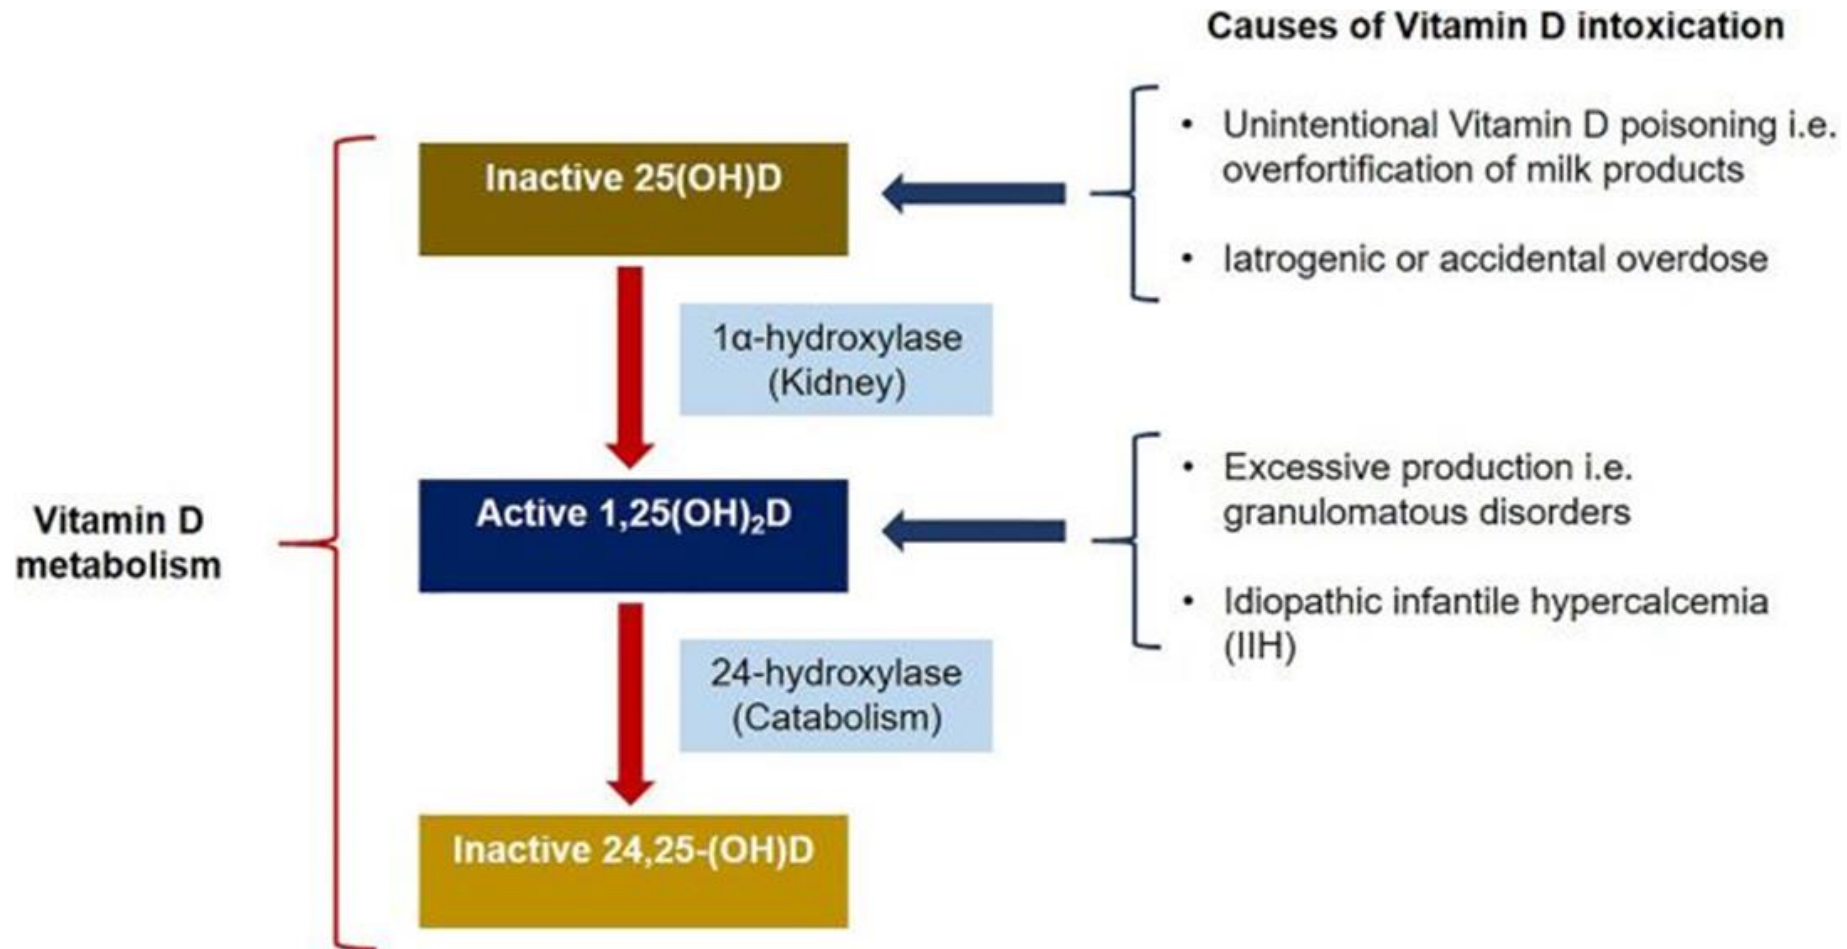 Causes of Vitamin D intoxication
• Unintentional Vitamin D poisoning i.e.
overfortification of milk products
• Iatrogenic or accidental overdose
Inactive 25(OH)D
1α-hydroxylase
(Kidney)
Active 1,25(OH)₂D
• Excessive production i.e.
granulomatous disorders
• Idiopathic infantile hypercalcemia
(IIH)
Vitamin D
metabolism
24-hydroxylase
(Catabolism)
Inactive 24,25-(OH)D